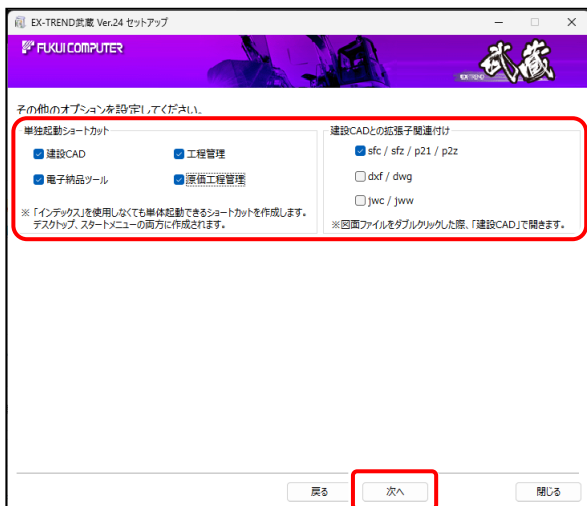 EX-TREND武蔵 Ver.24 セットアップ
FUKUI COMPUTER
EX-TREND 武蔵
その他のオプションを設定してください。
単独起動ショートカット
建設CAD
工程管理
電子納品ツール
原価工程管理
※「インデックス」を使用しなくても単体起動できるショートカットを作成します。
デスクトップ、スタートメニューの両方に作成されます。
建設CADとの拡張子関連付け
sfc / sfz / p21 / p2z
dxf / dwg
jwc / jww
※図面ファイルをダブルクリックした際、「建設CAD」で開きます。
戻る
次へ
閉じる